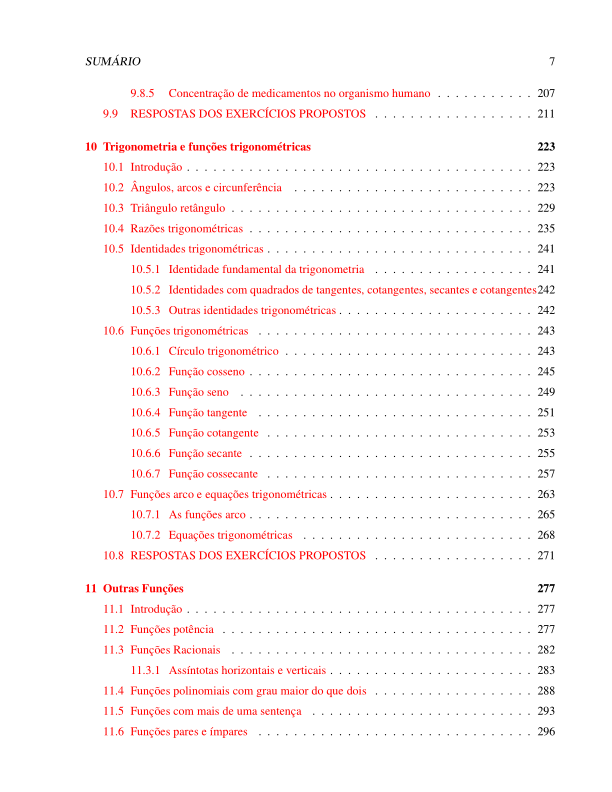 SUMÁRIO 7
9.8.5 Concentração de medicamentos no organismo humano . . . . . . . . . . . 207
9.9 RESPOSTAS DOS EXERCÍCIOS PROPOSTOS . . . . . . . . . . . . . . . . . . 211
10 Trigonometria e funções trigonométricas 223
10.1 Introdução . . . . . . . . . . . . . . . . . . . . . . . . . . . . . . . . . . . . . . . 223
10.2 Ângulos, arcos e circunferência . . . . . . . . . . . . . . . . . . . . . . . . . . . 223
10.3 Triângulo retângulo . . . . . . . . . . . . . . . . . . . . . . . . . . . . . . . . . . 229
10.4 Razões trigonométricas . . . . . . . . . . . . . . . . . . . . . . . . . . . . . . . . 235
10.5 Identidades trigonométricas . . . . . . . . . . . . . . . . . . . . . . . . . . . . . . 241
10.5.1 Identidade fundamental da trigonometria . . . . . . . . . . . . . . . . . . 241
10.5.2 Identidades com quadrados de tangentes, cotangentes, secantes e cotangentes242
10.5.3 Outras identidades trigonométricas . . . . . . . . . . . . . . . . . . . . . . 242
10.6 Funções trigonométricas . . . . . . . . . . . . . . . . . . . . . . . . . . . . . . . 243
10.6.1 Círculo trigonométrico . . . . . . . . . . . . . . . . . . . . . . . . . . . . 243
10.6.2 Função cosseno . . . . . . . . . . . . . . . . . . . . . . . . . . . . . . . . 245
10.6.3 Função seno . . . . . . . . . . . . . . . . . . . . . . . . . . . . . . . . . 249
10.6.4 Função tangente . . . . . . . . . . . . . . . . . . . . . . . . . . . . . . . 251
10.6.5 Função cotangente . . . . . . . . . . . . . . . . . . . . . . . . . . . . . . 253
10.6.6 Função secante . . . . . . . . . . . . . . . . . . . . . . . . . . . . . . . . 255
10.6.7 Função cossecante . . . . . . . . . . . . . . . . . . . . . . . . . . . . . . 257
10.7 Funções arco e equações trigonométricas . . . . . . . . . . . . . . . . . . . . . . . 263
10.7.1 As funções arco . . . . . . . . . . . . . . . . . . . . . . . . . . . . . . . . 265
10.7.2 Equações trigonométricas . . . . . . . . . . . . . . . . . . . . . . . . . . 268
10.8 RESPOSTAS DOS EXERCÍCIOS PROPOSTOS . . . . . . . . . . . . . . . . . . 271
11 Outras Funções 277
11.1 Introdução . . . . . . . . . . . . . . . . . . . . . . . . . . . . . . . . . . . . . . . 277
11.2 Funções potência . . . . . . . . . . . . . . . . . . . . . . . . . . . . . . . . . . . 277
11.3 Funções Racionais . . . . . . . . . . . . . . . . . . . . . . . . . . . . . . . . . . 282
11.3.1 Assíntotas horizontais e verticais . . . . . . . . . . . . . . . . . . . . . . . 283
11.4 Funções polinomiais com grau maior do que dois . . . . . . . . . . . . . . . . . . 288
11.5 Funções com mais de uma sentença . . . . . . . . . . . . . . . . . . . . . . . . . 293
11.6 Funções pares e ímpares . . . . . . . . . . . . . . . . . . . . . . . . . . . . . . . 296